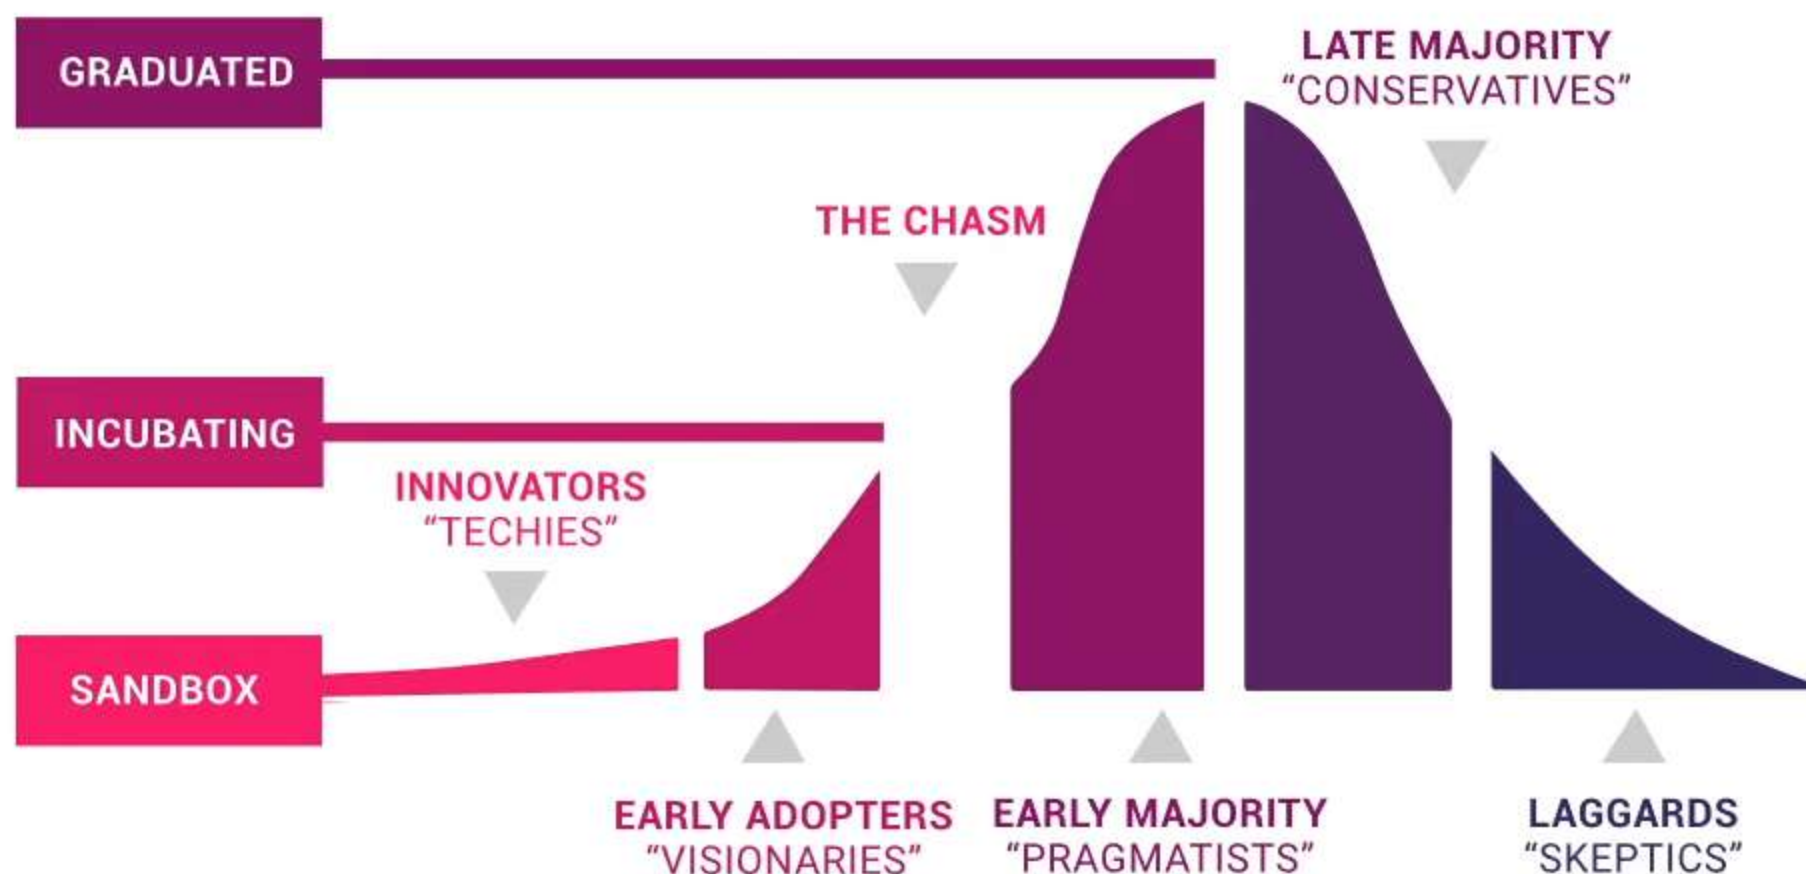 GRADUATED
LATE MAJORITY
“CONSERVATIVES”
THE CHASM
INCUBATING
INNOVATORS
“TECHIES”
SANDBOX
EARLY ADOPTERS
“VISIONARIES”
EARLY MAJORITY
“PRAGMATISTS”
LAGGARDS
“SKEPTICS”